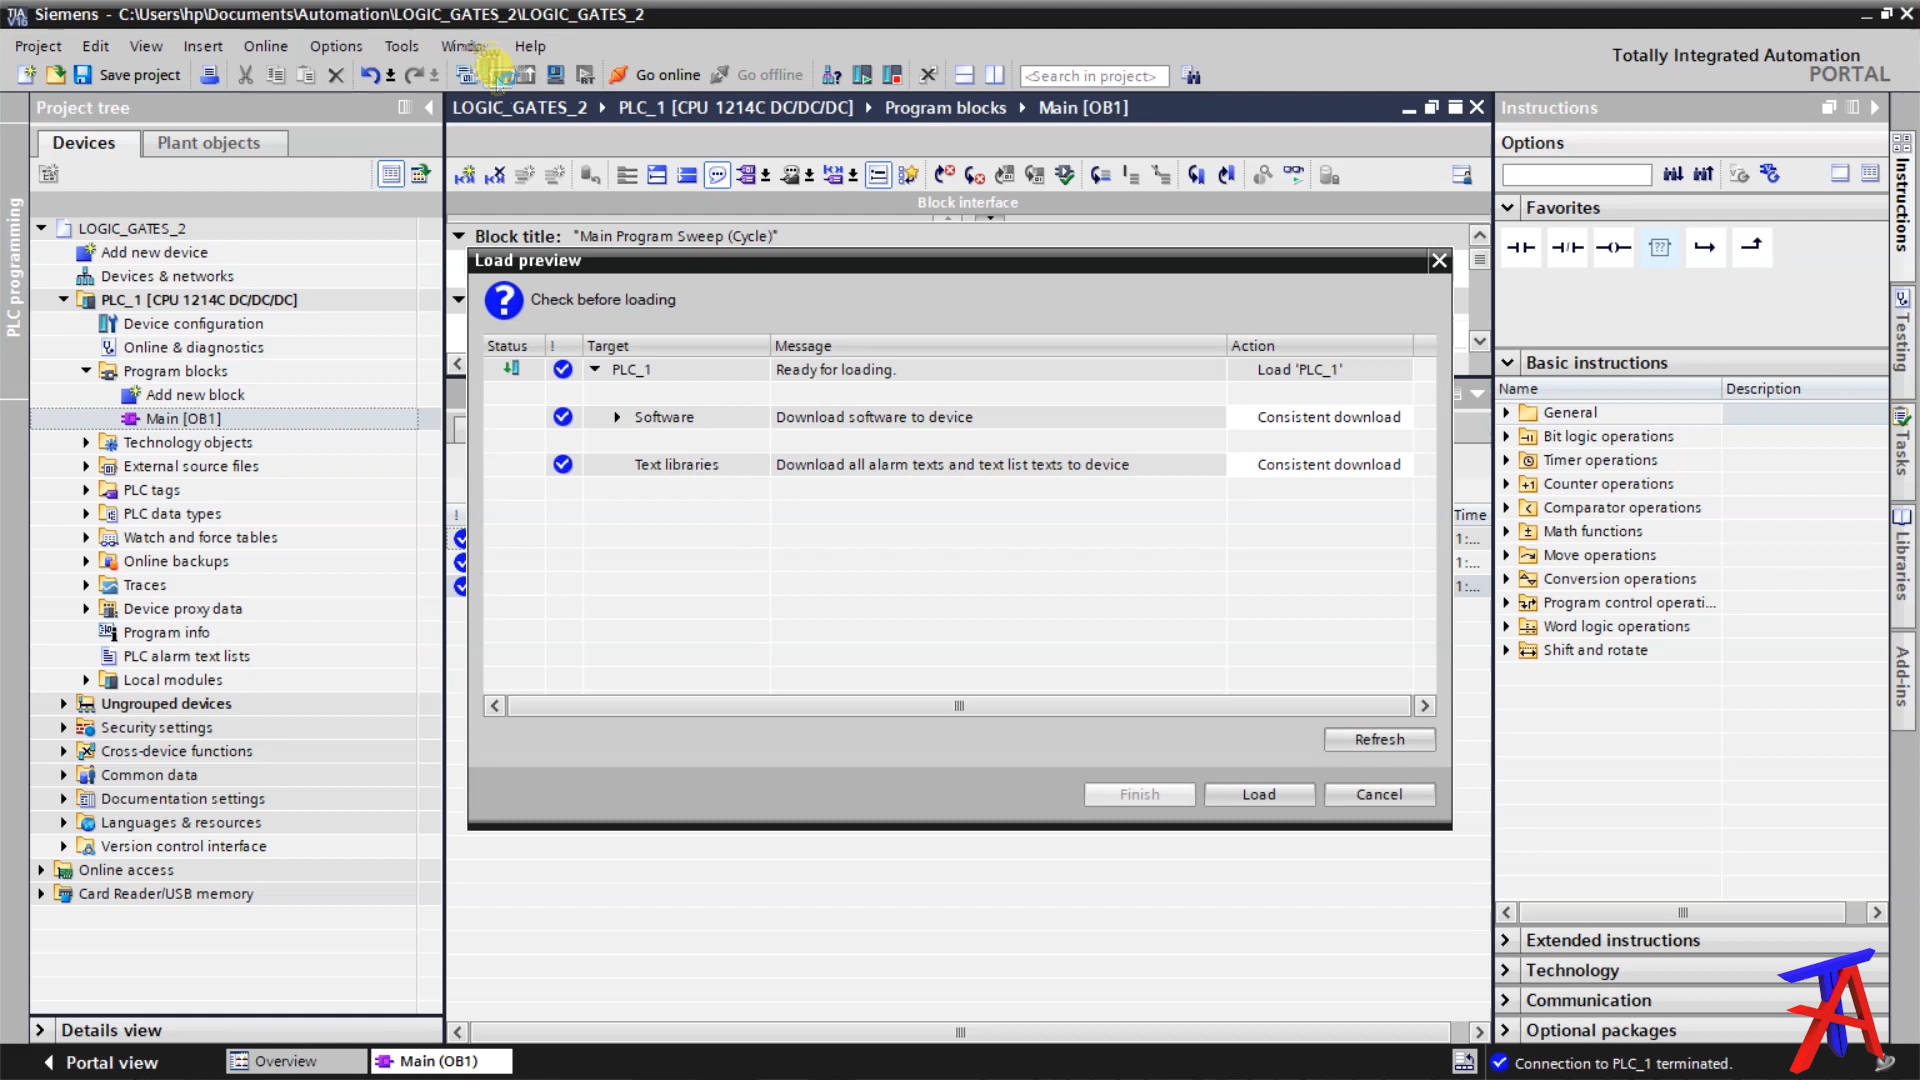 Siemens - C:\Users\hp\Documents\Automation\LOGIC_GATES_2\LOGIC_GATES_2
Project Edit View Insert Online Options Tools Help
Totally Integrated Automation
PORTAL
Save project
Go online
Go offline
<Search in project>
Project tree
LOGIC_GATES_2 PLC_1 [CPU 1214C DC/DC/DC] Program blocks Main [OB1]
Instructions
Devices
Plant objects
Options
PLC programming
Block interface
Favorites
Block title: "Main Program Sweep (Cycle)"
LOGIC_GATES_2
Add new device
Devices & networks
PLC_1 [CPU 1214C DC/DC/DC]
Device configuration
Online & diagnostics
Program blocks
Add new block
Main [OB1]
Technology objects
External source files
PLC tags
PLC data types
Watch and force tables
Online backups
Traces
Device proxy data
Program info
PLC alarm text lists
Local modules
Ungrouped devices
Security settings
Cross-device functions
Common data
Documentation settings
Languages & resources
Version control interface
Online access
Card Reader/USB memory
Details view
Load preview
Check before loading
Status ! Target Message Action
PLC_1 Ready for loading. Load 'PLC_1'
Software Download software to device Consistent download
Text libraries Download all alarm texts and text list texts to device Consistent download
Refresh
Finish
Load
Cancel
! Time
1:...
1:...
1:...
Basic instructions
Name Description
General
Bit logic operations
Timer operations
Counter operations
Comparator operations
Math functions
Move operations
Conversion operations
Program control operati...
Word logic operations
Shift and rotate
Extended instructions
Technology
Communication
Optional packages
Instructions
Testing
Tasks
Libraries
Add-ins
Portal view
Overview
Main (OB1)
Connection to PLC_1 terminated.